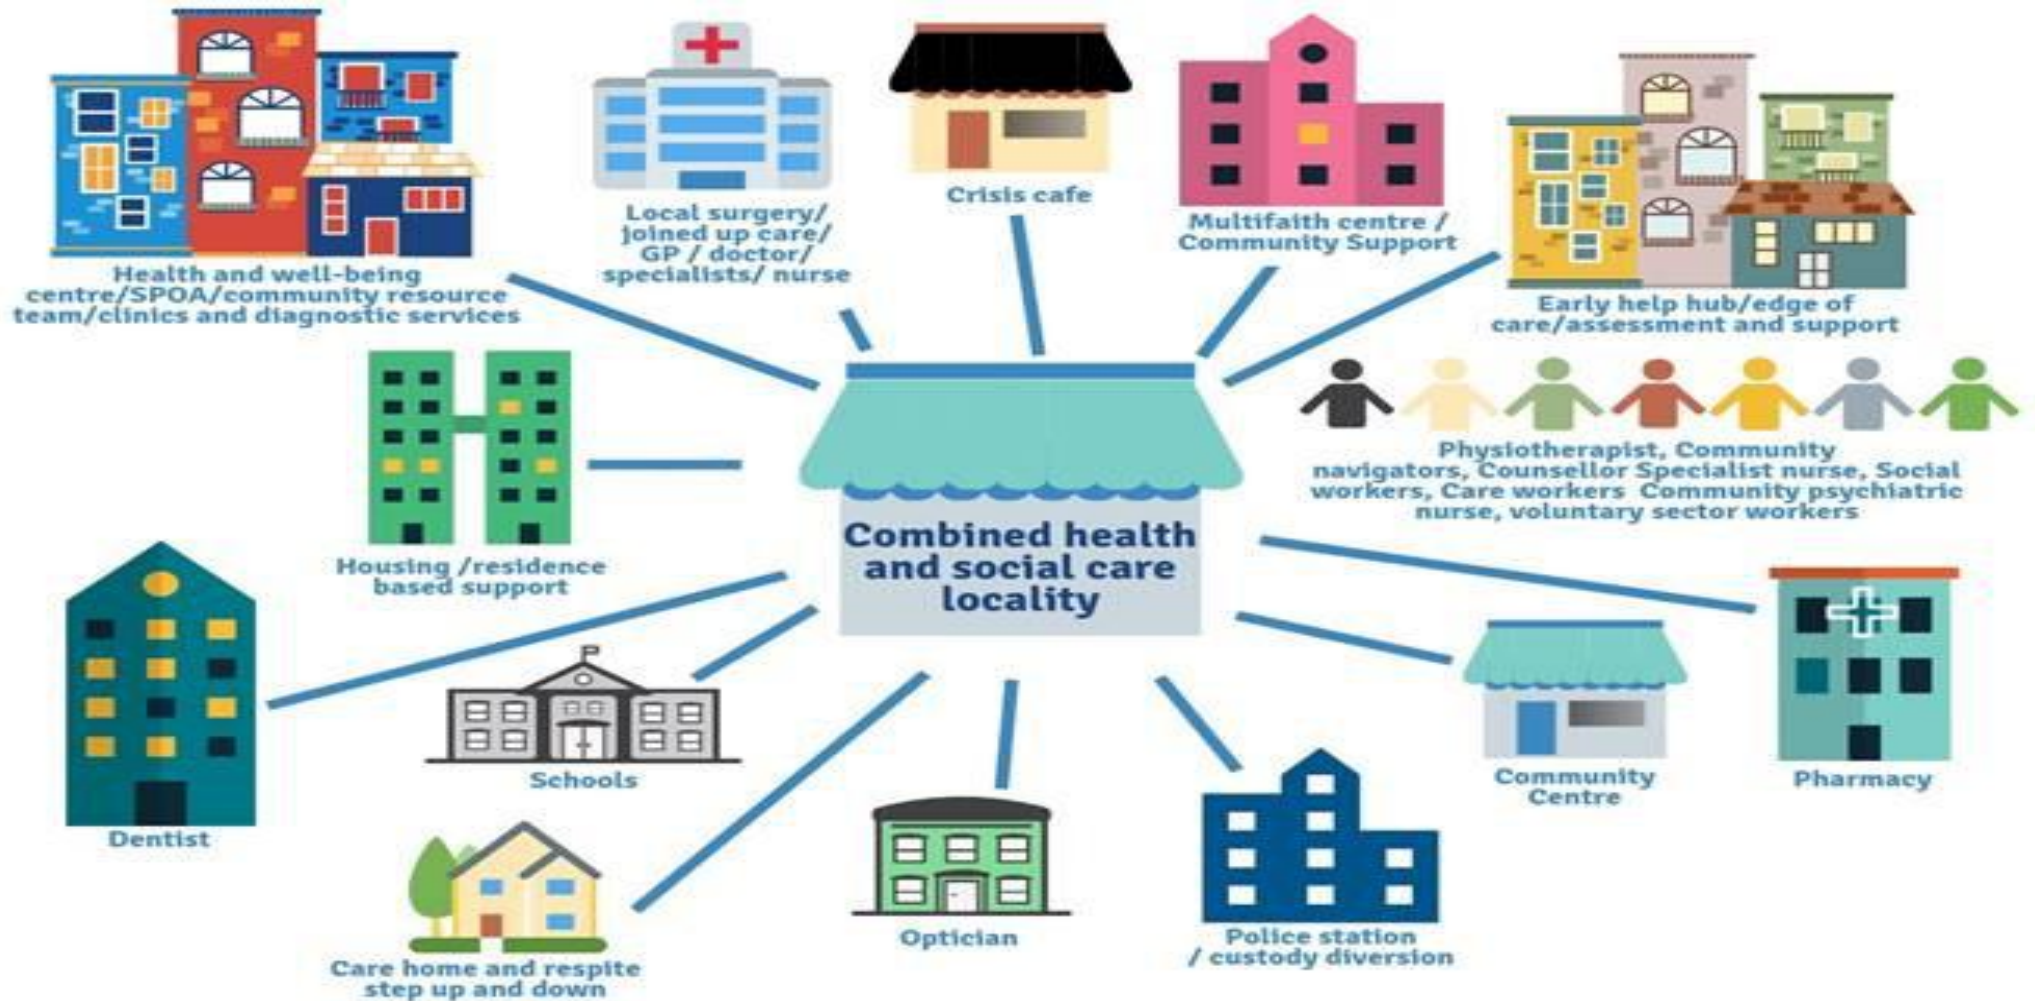 Health and well-being
centre/SPOA/community resource
team/clinics and diagnostic services
Local surgery/
joined up care/
GP / doctor/
specialists/ nurse
Crisis cafe
Multifaith centre /
Community Support
Early help hub/edge of
care/assessment and support
Physiotherapist, Community
navigators, Counsellor Specialist nurse, Social
workers, Care workers Community psychiatric
nurse, voluntary sector workers
Housing /residence
based support
Combined health
and social care
locality
Dentist
Schools
Community
Centre
Pharmacy
Care home and respite
step up and down
Optician
Police station
/ custody diversion